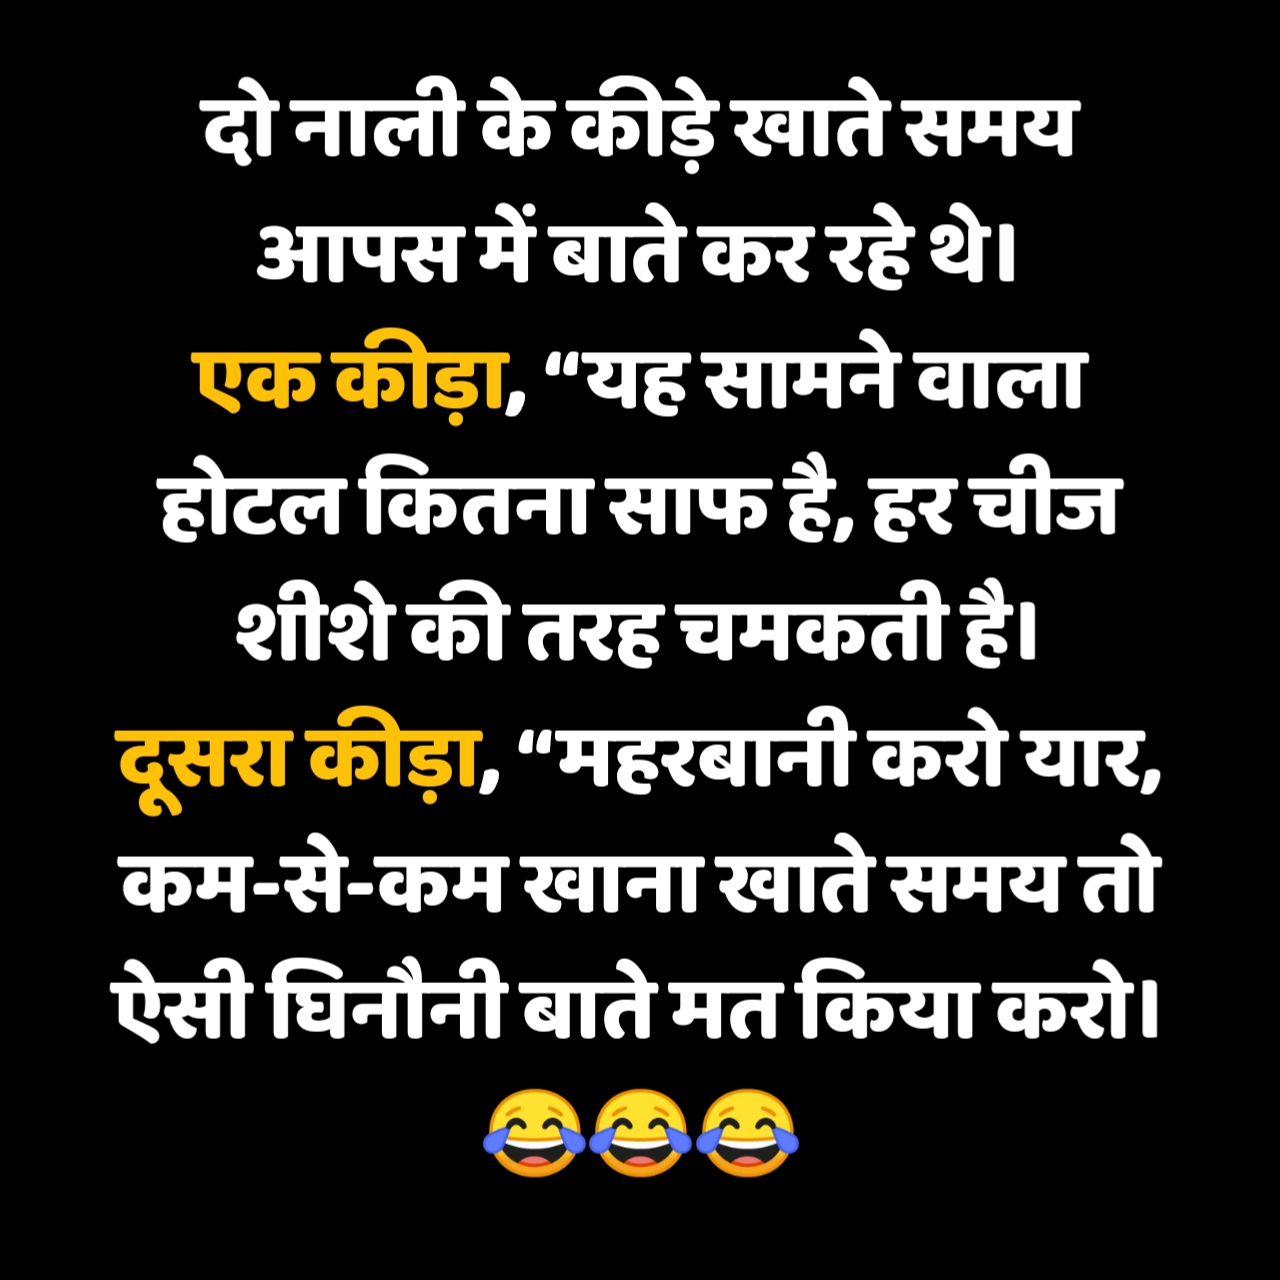 दो नाली के कीड़े खाते समय
आपस में बाते कर रहे थे।
एक कीड़ा, “यह सामने वाला
होटल कितना साफ है, हर चीज
शीशे की तरह चमकती है।
दूसरा कीड़ा, “महरबानी करो यार,
कम-से-कम खाना खाते समय तो
ऐसी घिनौनी बाते मत किया करो।
😂😂😂